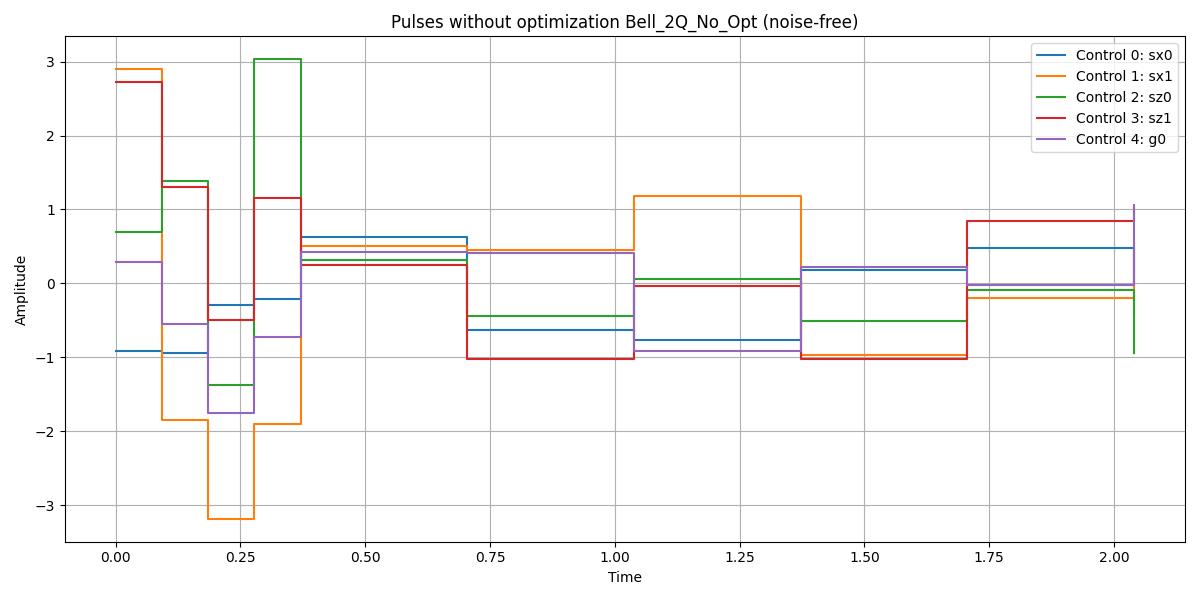 Pulses without optimization Bell_2Q_No_Opt (noise-free)
Control 0: sx0
Control 1: sx1
Control 2: sz0
Control 3: sz1
Control 4: g0
3
2
1
0
−1
−2
−3
Amplitude
0.00 0.25 0.50 0.75 1.00 1.25 1.50 1.75 2.00
Time